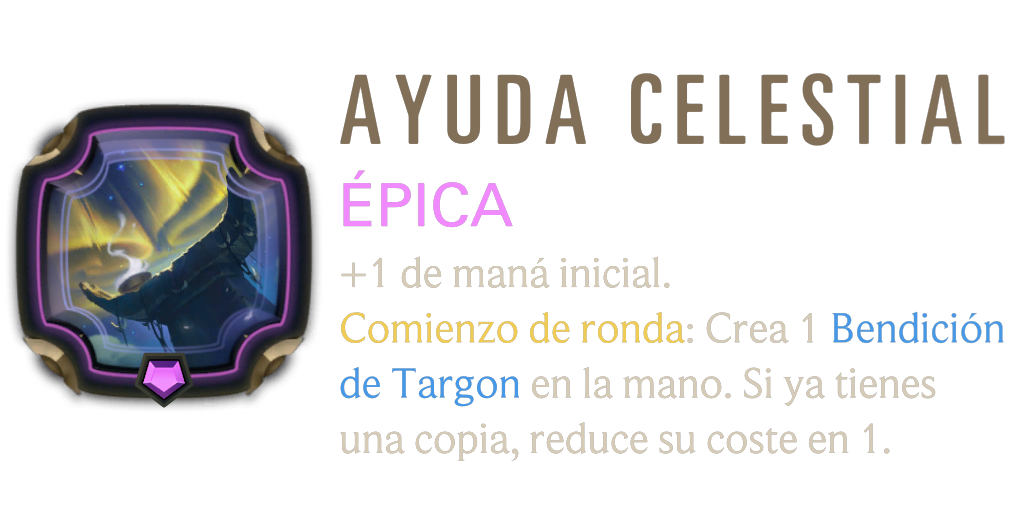 AYUDA CELESTIAL
ÉPICA
+1 de maná inicial.
Comienzo de ronda: Crea 1 Bendición
de Targon en la mano. Si ya tienes
una copia, reduce su coste en 1.